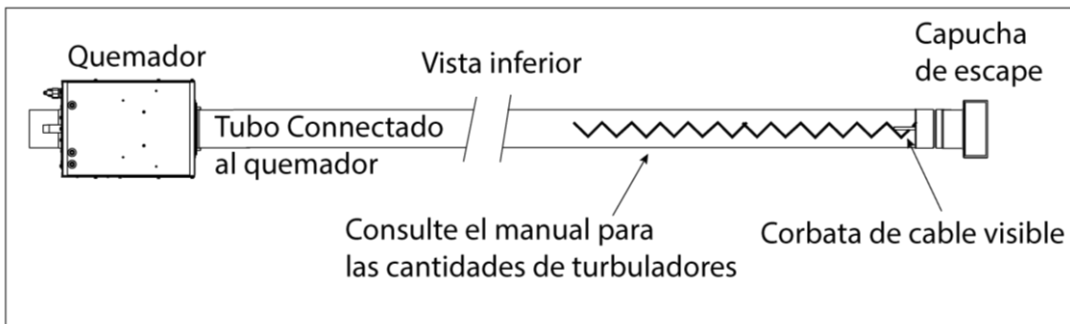 Quemador
Vista inferior
Capucha
de escape
Tubo Connectado
al quemador
Consulte el manual para
las cantidades de turbuladores
Corbata de cable visible